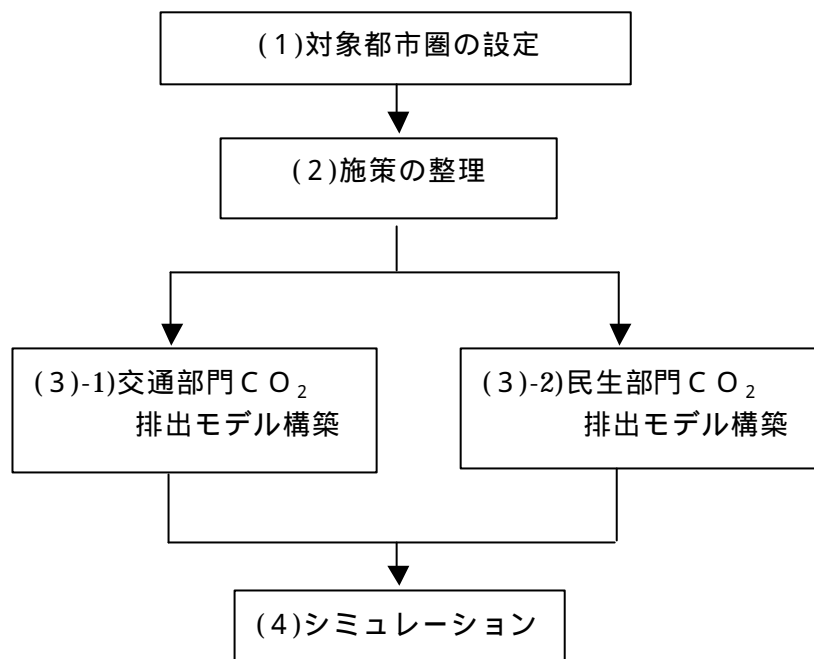 (１)対象都市圏の設定
(２)施策の整理
(３)-1)交通部門ＣＯ₂
排出モデル構築
(３)-2)民生部門ＣＯ₂
排出モデル構築
(４)シミュレーション